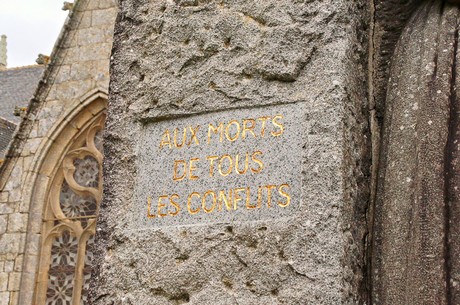 AUX MORTS
DE TOUS
LES CONFLITS